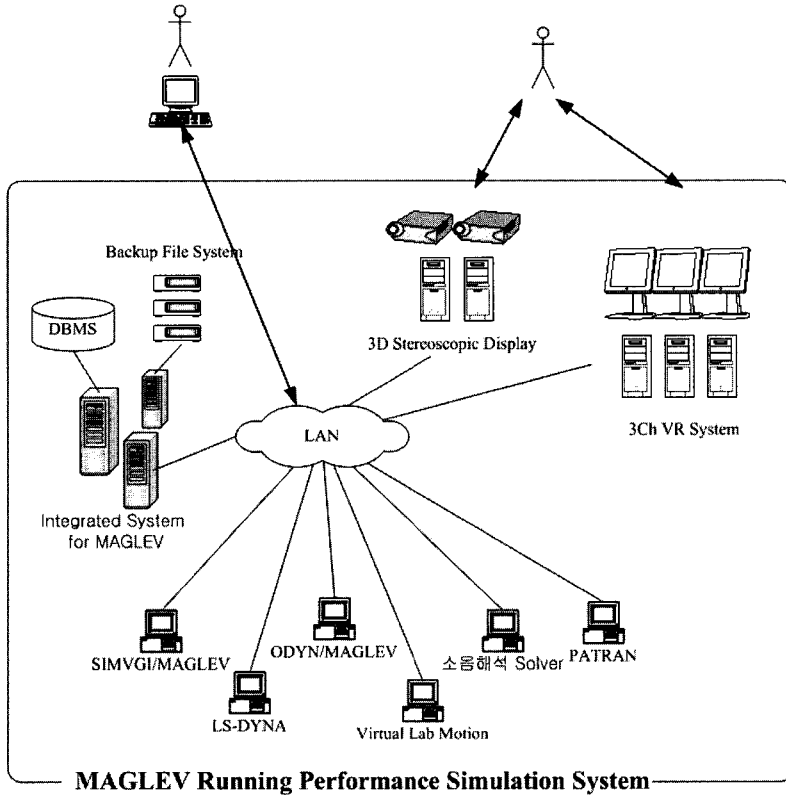 Backup File System
DBMS
3D Stereoscopic Display
3Ch VR System
LAN
Integrated System
for MAGLEV
SIMVGI/MAGLEV
ODYN/MAGLEV
소음해석 Solver
PATRAN
LS-DYNA
Virtual Lab Motion
MAGLEV Running Performance Simulation System